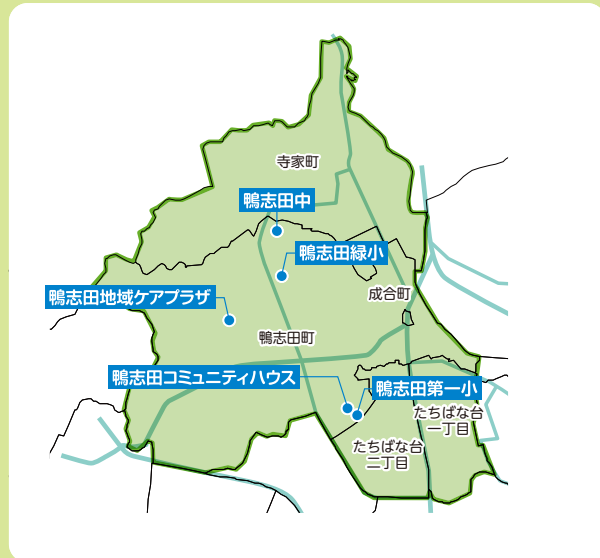 寺家町
鴨志田中
鴨志田緑小
成合町
鴨志田地域ケアプラザ
鴨志田町
鴨志田コミュニティハウス
鴨志田第一小
たちばな台
一丁目
たちばな台
二丁目